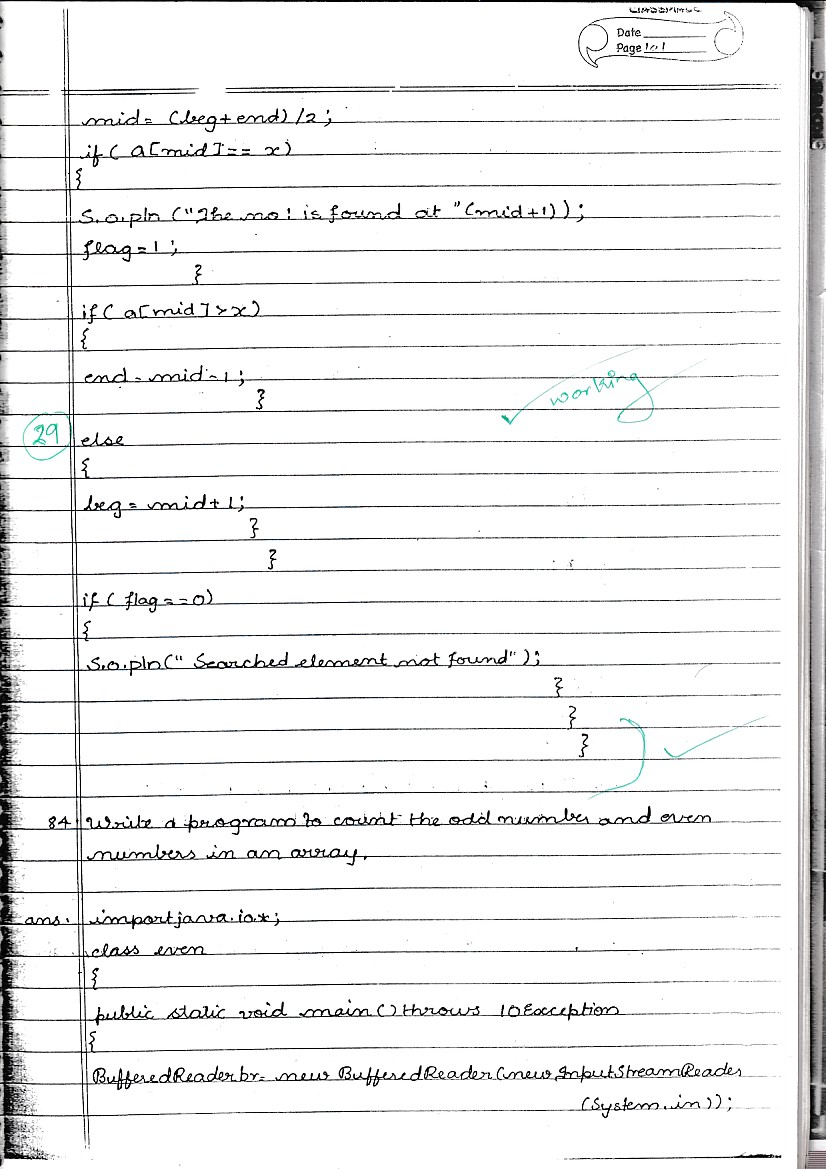 CLASSMATE
Date
Page 101
mid= (beg+end)/2;
if( a[mid]== x)
{
S.o.pln ("The no: is found at "(mid+1));
flag=1;
}
if( a[mid]>x)
{
end=mid-1;
}
working
29
else
{
beg=mid+1;
}
}
if( flag==0)
{
S.o.pln(" Searched element not found");
}
}
}
84 Write a program to count the odd number and even
numbers in an array.
ans. import java.io.*;
class even
{
public static void main() throws IOException
{
BufferedReader br= new BufferedReader(new InputStreamReader
(System.in));